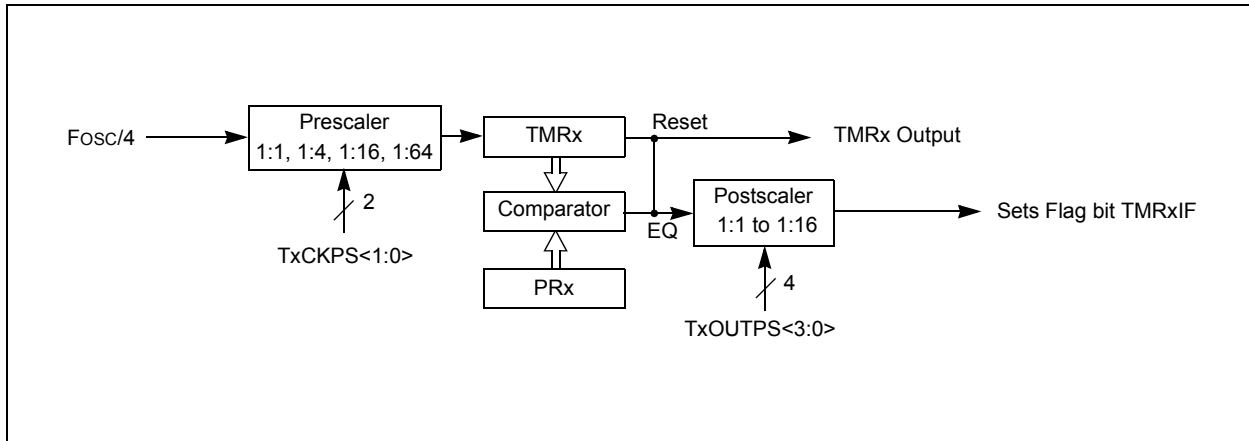 Fosc/4
Prescaler
1:1, 1:4, 1:16, 1:64
2
TxCKPS<1:0>
TMRx
Reset
TMRx Output
Comparator
EQ
PRx
Postscaler
1:1 to 1:16
Sets Flag bit TMRxIF
4
TxOUTPS<3:0>